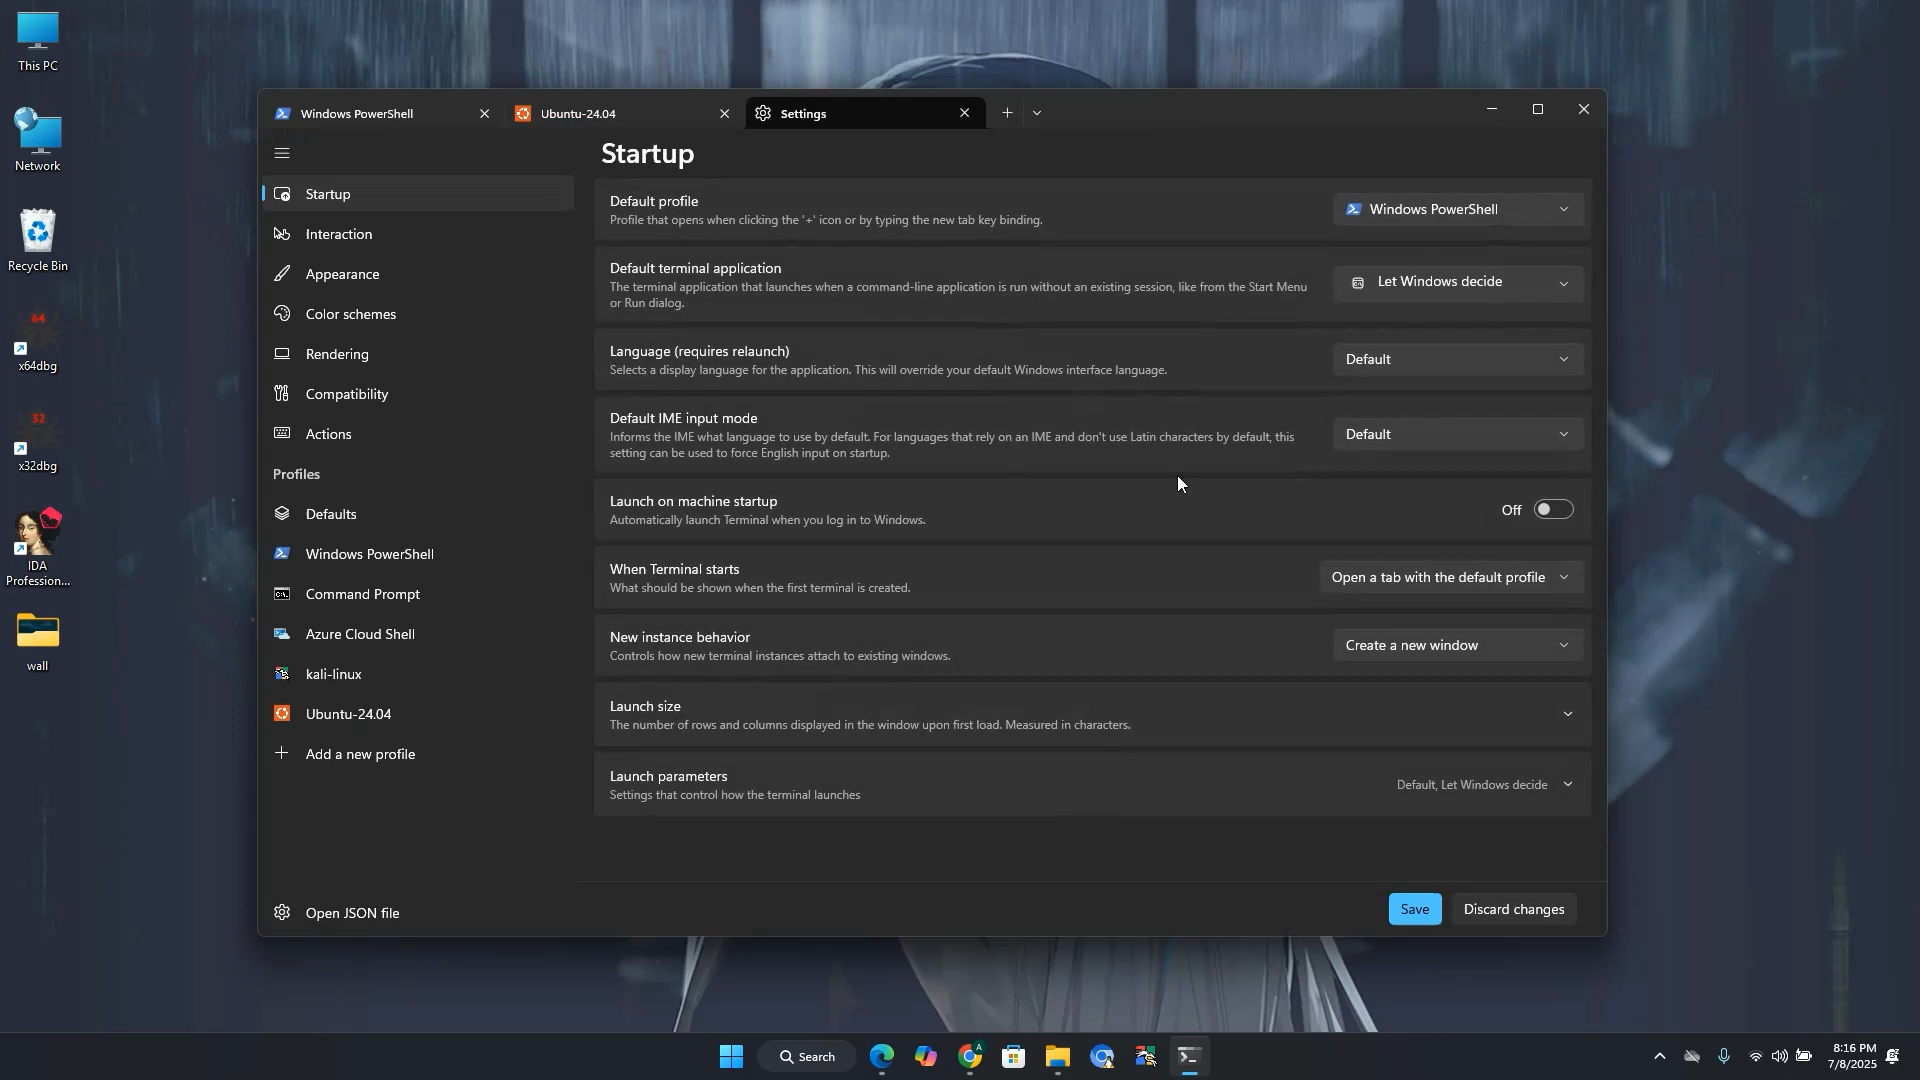 This PC
Network
Recycle Bin
64
x64dbg
32
x32dbg
IDA
Profession...
wall
Windows PowerShell
Ubuntu-24.04
Settings
Startup
Interaction
Appearance
Color schemes
Rendering
Compatibility
Actions
Profiles
Defaults
Windows PowerShell
Command Prompt
Azure Cloud Shell
kali-linux
Ubuntu-24.04
Add a new profile
Open JSON file
Startup
Default profile
Profile that opens when clicking the '+' icon or by typing the new tab key binding.
Windows PowerShell
Default terminal application
The terminal application that launches when a command-line application is run without an existing session, like from the Start Menu
or Run dialog.
Let Windows decide
Language (requires relaunch)
Selects a display language for the application. This will override your default Windows interface language.
Default
Default IME input mode
Informs the IME what language to use by default. For languages that rely on an IME and don't use Latin characters by default, this
setting can be used to force English input on startup.
Default
Launch on machine startup
Automatically launch Terminal when you log in to Windows.
Off
When Terminal starts
What should be shown when the first terminal is created.
Open a tab with the default profile
New instance behavior
Controls how new terminal instances attach to existing windows.
Create a new window
Launch size
The number of rows and columns displayed in the window upon first load. Measured in characters.
Launch parameters
Settings that control how the terminal launches
Default, Let Windows decide
Save
Discard changes
Search
A
8:16 PM
7/8/2025